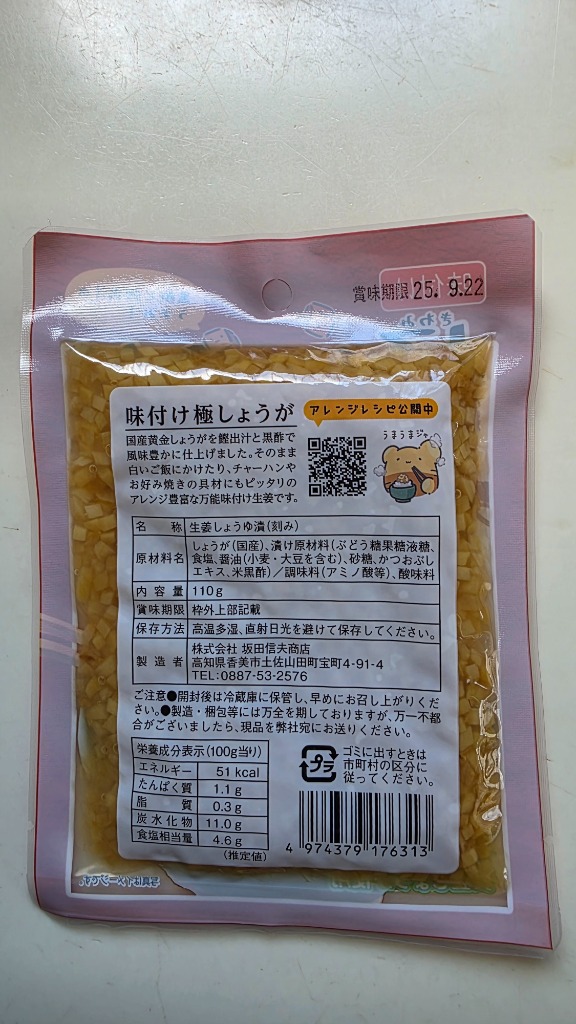 賞味期限 25. 9.22
味付け極しょうが
アレンジレシピ公開中
国産黄金しょうがを鰹出汁と黒酢で
風味豊かに仕上げました。そのまま
白いご飯にかけたり、チャーハンや
お好み焼きの具材にもピッタリの
アレンジ豊富な万能味付け生姜です。
うまうまジャ
名 称 生姜しょうゆ漬(刻み)
原材料名 しょうが(国産)、漬け原材料(ぶどう糖果糖液糖、
食塩、醤油(小麦・大豆を含む)、砂糖、かつおぶし
エキス、米黒酢)/調味料(アミノ酸等)、酸味料
内容量 110g
賞味期限 枠外上部記載
保存方法 高温多湿、直射日光を避けて保存してください。
製造者 株式会社 坂田信夫商店
高知県香美市土佐山田町宝町4-91-4
TEL:0887-53-2576
ご注意●開封後は冷蔵庫に保管し、早めにお召し上がりくだ
さい。●製造・梱包等には万全を期しておりますが、万一不都
合がございましたら、現品を弊社宛にお送りください。
栄養成分表示(100g当り)
エネルギー 51 kcal
たんぱく質 1.1g
脂 質 0.3g
炭水化物 11.0g
食塩相当量 4.6g
(推定値)
プラ
ゴミに出すときは
市町村の区分に
従ってください。
4 974379 176313